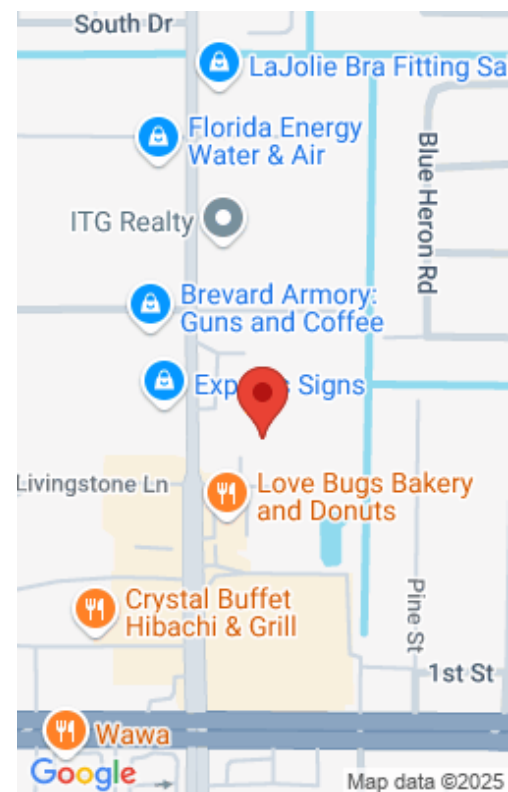 South Dr
LaJolie Bra Fitting Sa
Florida Energy
Water & Air
Blue Heron Rd
ITG Realty
Brevard Armory:
Guns and Coffee
Signs
Livingstone Ln
Love Bugs Bakery
and Donuts
Crystal Buffet
Hibachi & Grill
Pine St
1st St
Wawa
Google
Map data ©2025